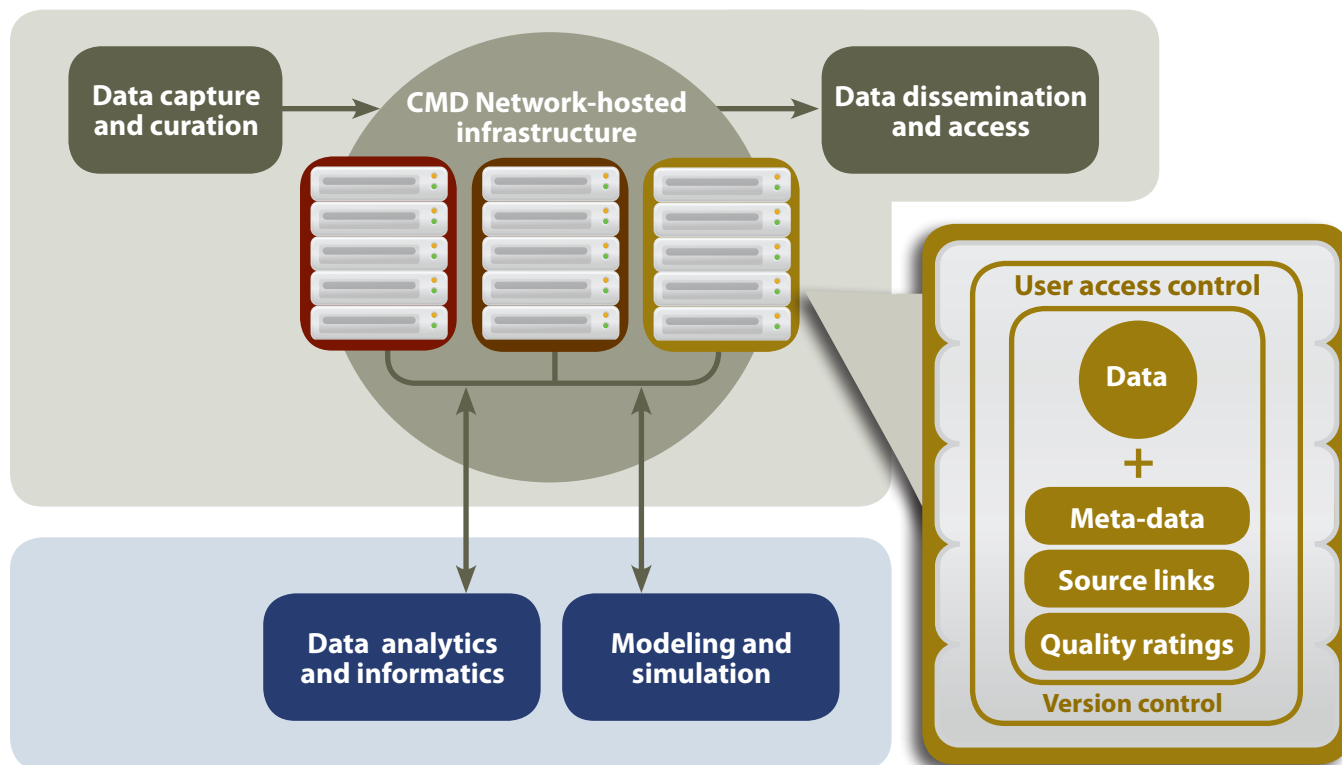 Data capture
and curation
CMD Network-hosted
infrastructure
Data dissemination
and access
User access control
Data
+
Meta-data
Source links
Quality ratings
Version control
Data analytics
and informatics
Modeling and
simulation